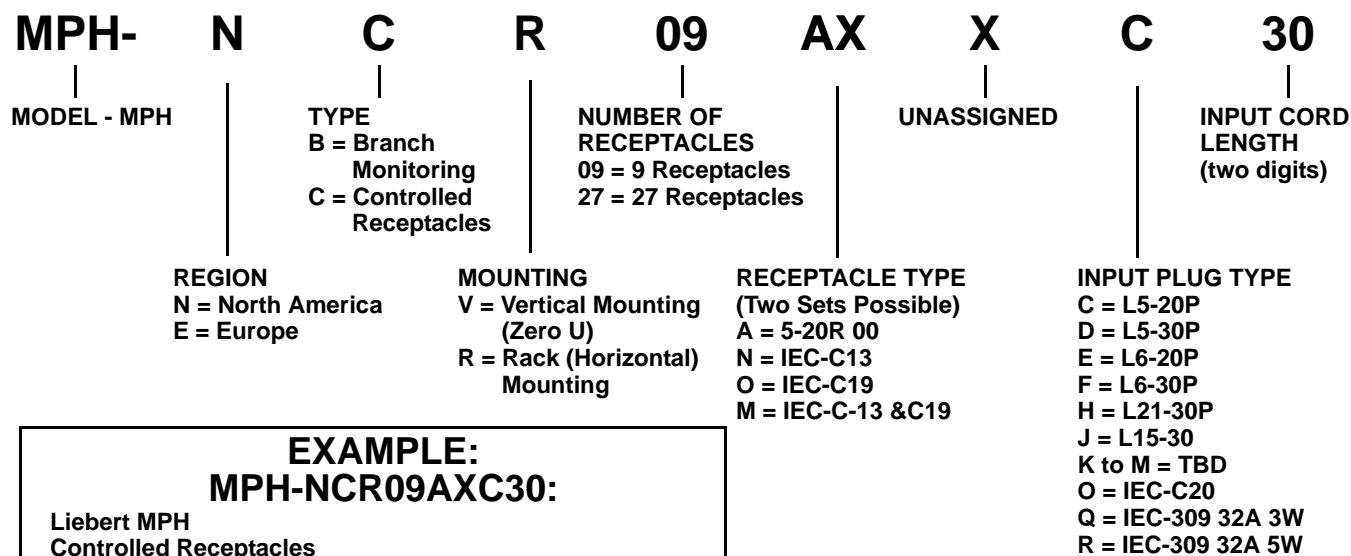 MPH- N C R 09 AX X C 30
MODEL - MPH
TYPE
B = Branch
Monitoring
C = Controlled
Receptacles
NUMBER OF
RECEPTACLES
09 = 9 Receptacles
27 = 27 Receptacles
UNASSIGNED
INPUT CORD
LENGTH
(two digits)
REGION
N = North America
E = Europe
MOUNTING
V = Vertical Mounting
(Zero U)
R = Rack (Horizontal)
Mounting
RECEPTACLE TYPE
(Two Sets Possible)
A = 5-20R 00
N = IEC-C13
O = IEC-C19
M = IEC-C-13 &C19
INPUT PLUG TYPE
C = L5-20P
D = L5-30P
E = L6-20P
F = L6-30P
H = L21-30P
J = L15-30
K to M = TBD
O = IEC-C20
Q = IEC-309 32A 3W
R = IEC-309 32A 5W
EXAMPLE:
MPH-NCR09AXC30:
Liebert MPH
Controlled Receptacles